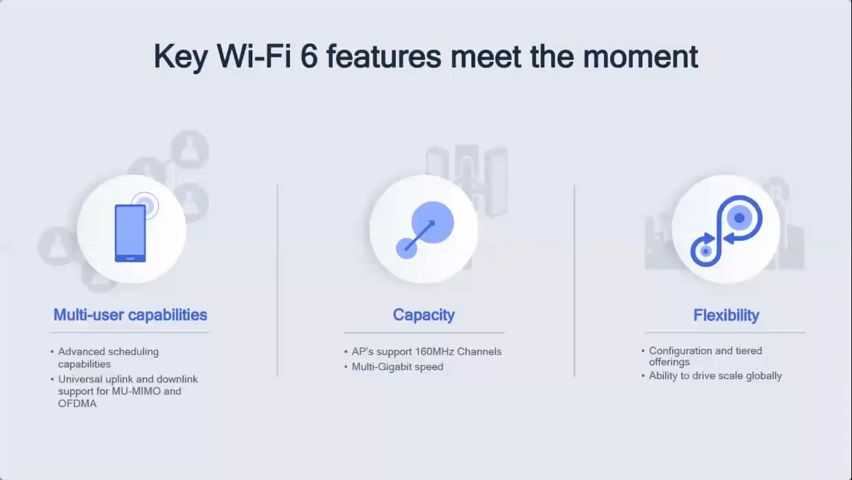 Key Wi-Fi 6 features meet the moment
Multi-user capabilities
• Advanced scheduling
capabilities
• Universal uplink and downlink
support for MU-MIMO and
OFDMA
Capacity
• AP's support 160MHz Channels
• Multi-Gigabit speed
Flexibility
• Configuration and tiered
offerings
• Ability to drive scale globally